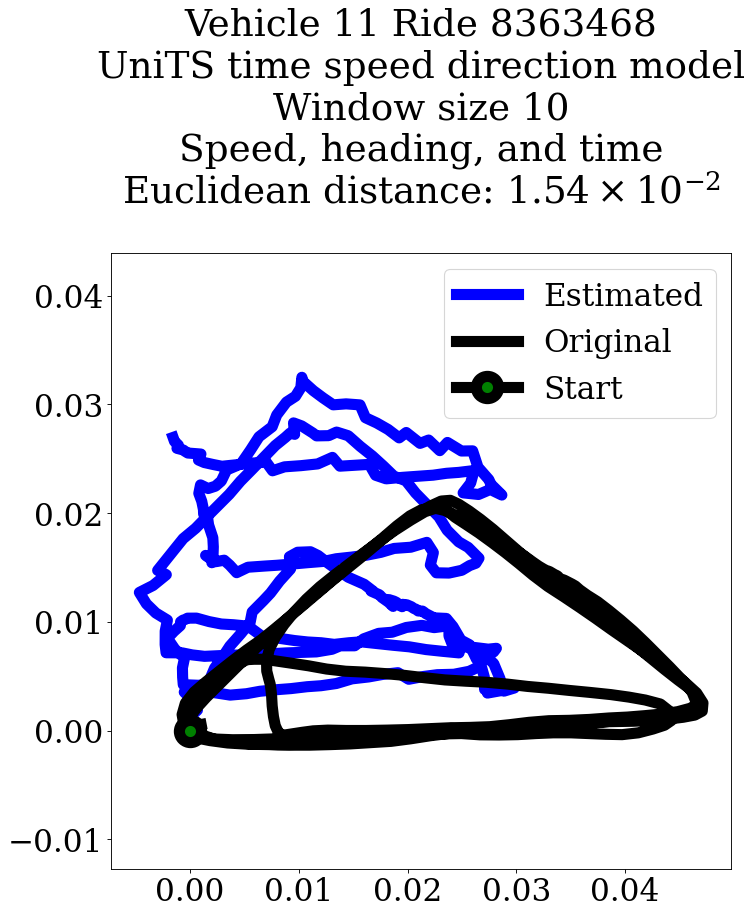 Vehicle 11 Ride 8363468
UniTS time speed direction model
Window size 10
Speed, heading, and time
Euclidean distance: 1.54 × 10⁻²
Estimated
Original
Start
0.04
0.03
0.02
0.01
0.00
−0.01
0.00 0.01 0.02 0.03 0.04